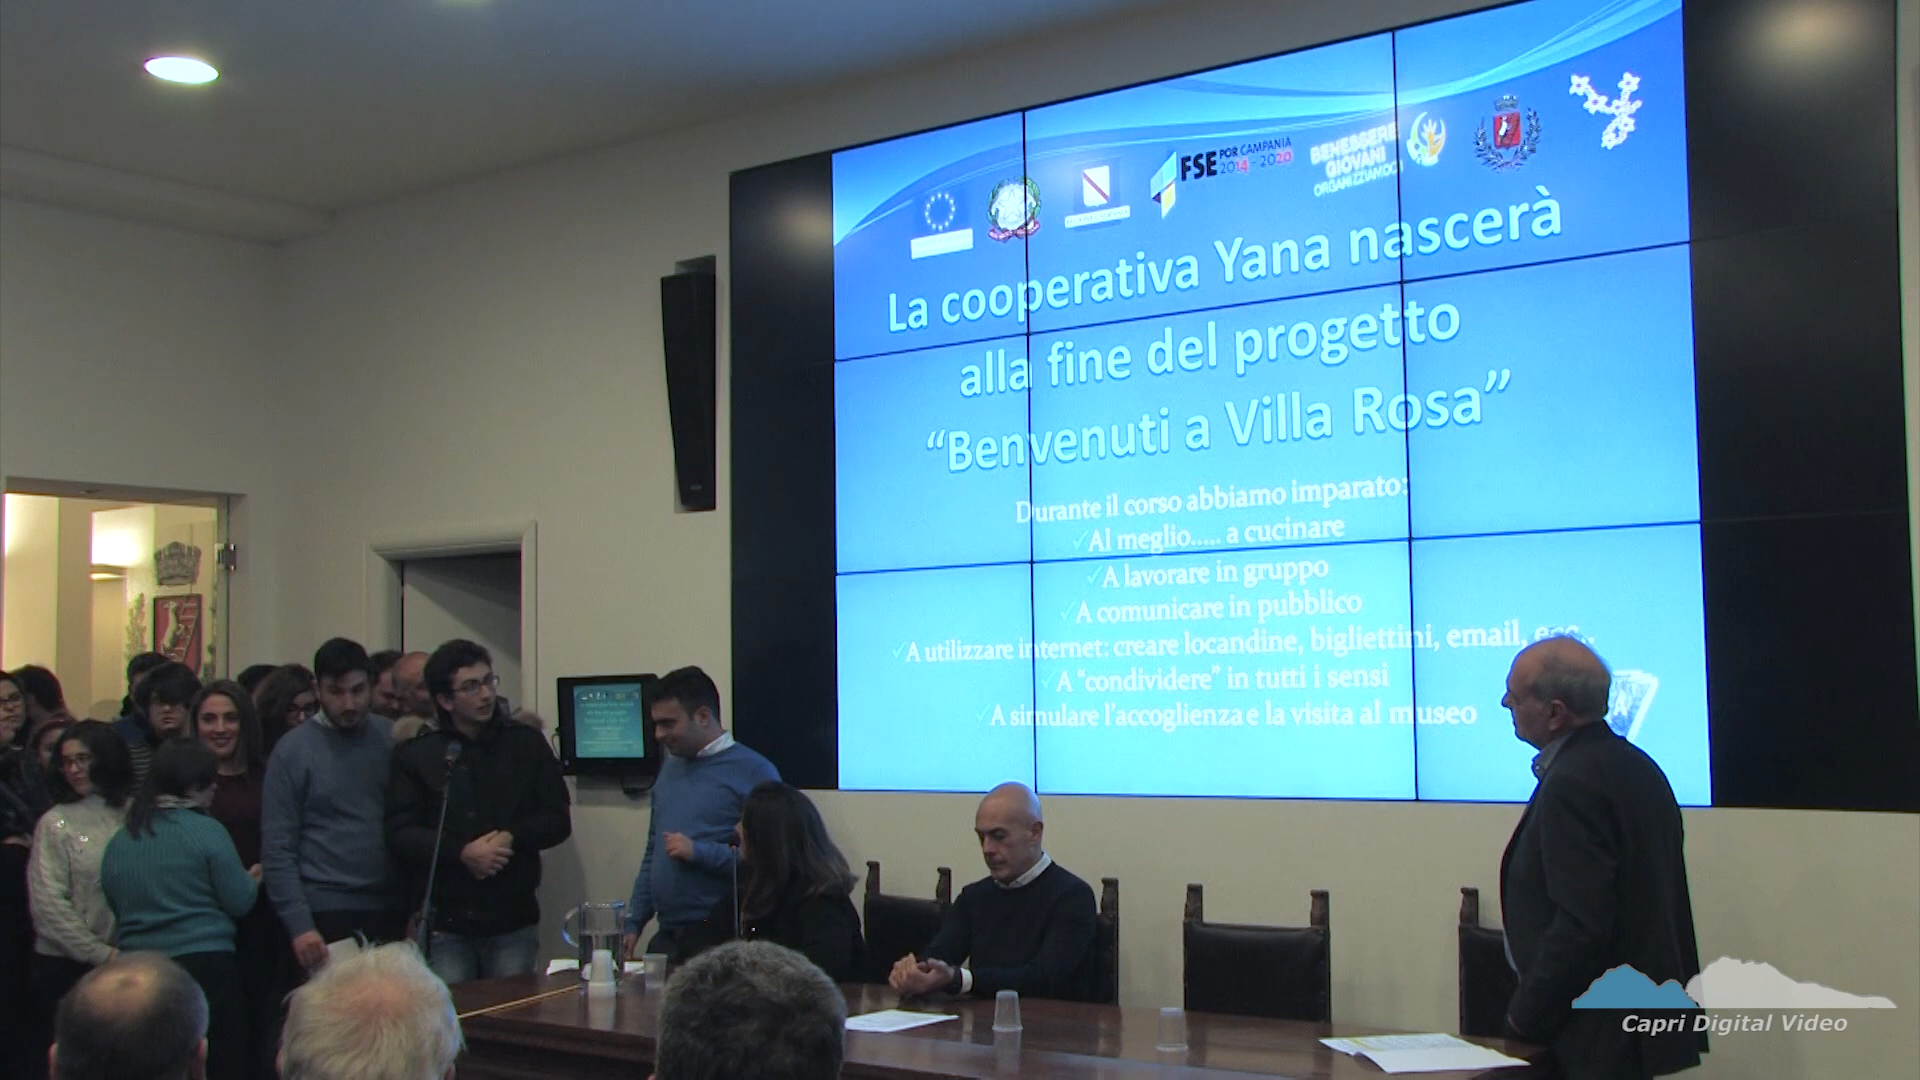 FSE POR CAMPANIA
2014 - 2020
BENESSERE
GIOVANI
ORGANIZZIAMOCI
La cooperativa Yana nascerà
alla fine del progetto
“Benvenuti a Villa Rosa”
Durante il corso abbiamo imparato:
✓Al meglio..... a cucinare
✓A lavorare in gruppo
✓A comunicare in pubblico
✓A utilizzare internet: creare locandine, bigliettini, email, ecc..
✓A “condividere” in tutti i sensi
✓A simulare l’accoglienza e la visita al museo
Capri Digital Video